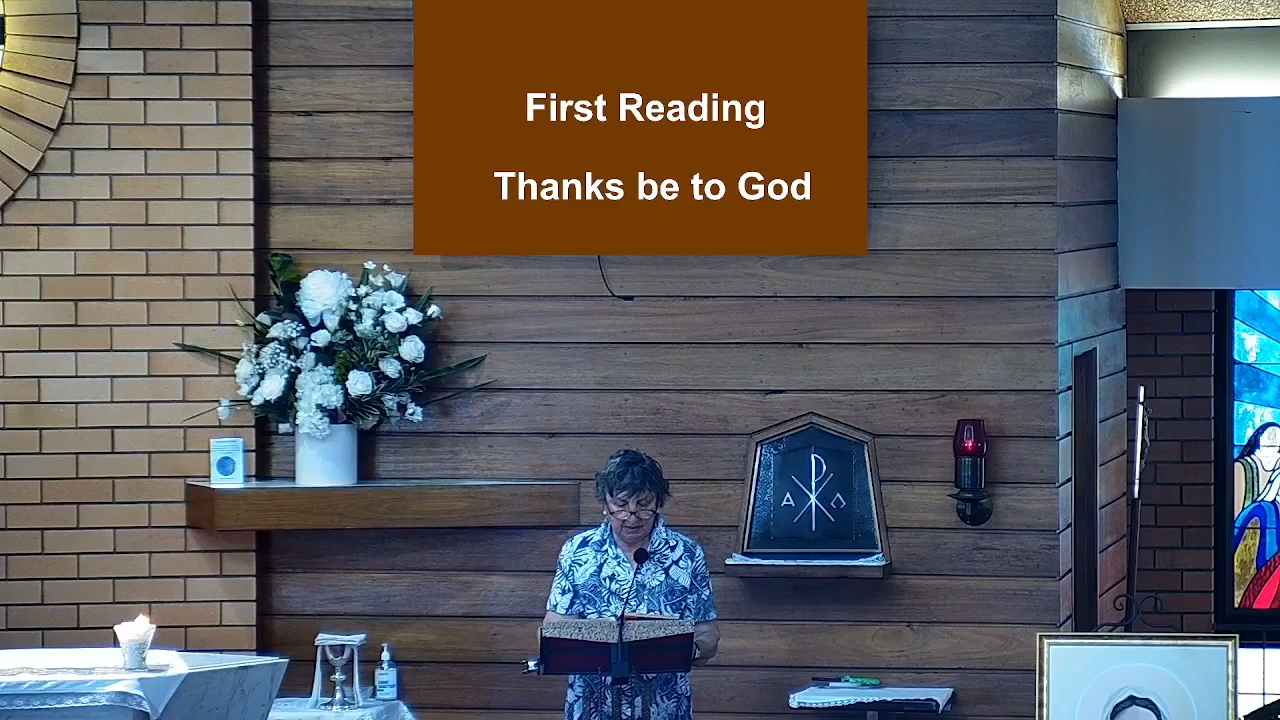 First Reading
Thanks be to God
Α Ω